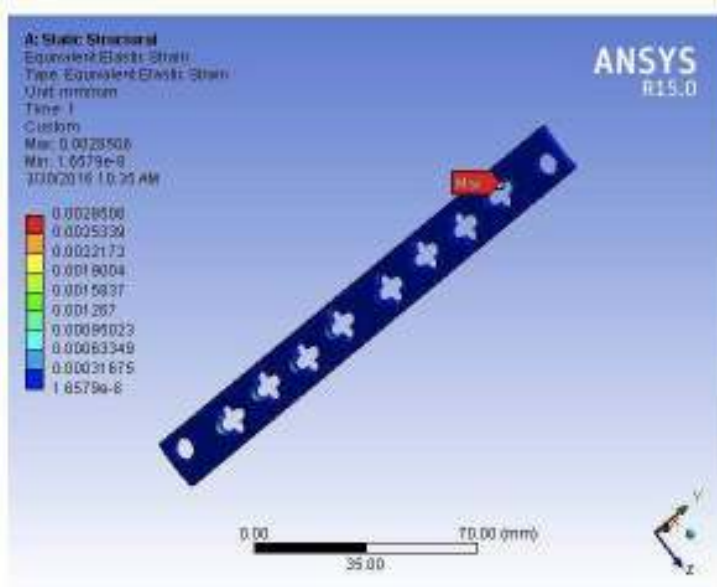 A: Static Structural
Equivalent Elastic Strain
Type: Equivalent Elastic Strain
Unit: mm/mm
Time: 1
Custom
Max: 0.0028506
Min: 1.6579e-8
3/30/2016 10:35 AM
ANSYS
R15.0
Max
0.0028506
0.0025339
0.0022173
0.0019004
0.0015837
0.001267
0.00095023
0.00063349
0.00031675
1.6579e-8
0.00
70.00 (mm)
35.00
Y
Z